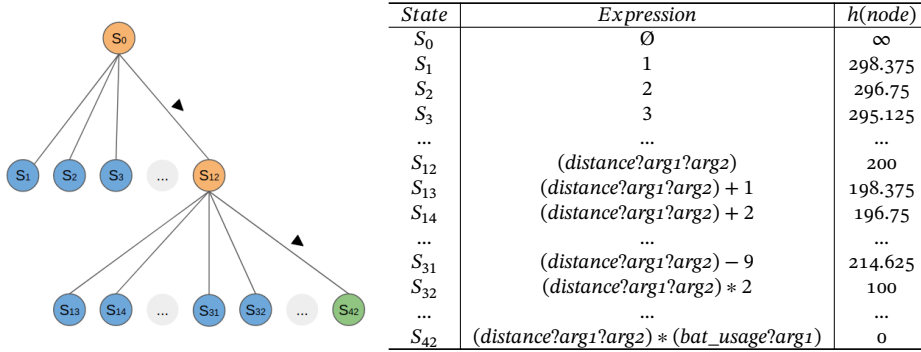 S0
S1 S2 S3 ... S12
S13 S14 ... S31 S32 ... S42
State Expression h(node)
S0 Ø ∞
S1 1 298.375
S2 2 296.75
S3 3 295.125
... ... ...
S12 (distance?arg1?arg2) 200
S13 (distance?arg1?arg2) + 1 198.375
S14 (distance?arg1?arg2) + 2 196.75
... ... ...
S31 (distance?arg1?arg2) − 9 214.625
S32 (distance?arg1?arg2) * 2 100
... ... ...
S42 (distance?arg1?arg2) * (bat_usage?arg1) 0